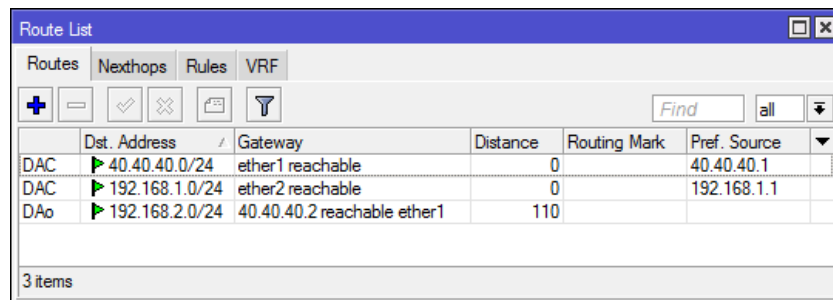 Route List
Routes Nexthops Rules VRF
Find all
Dst. Address Gateway Distance Routing Mark Pref. Source
DAC 40.40.40.0/24 ether1 reachable 0 40.40.40.1
DAC 192.168.1.0/24 ether2 reachable 0 192.168.1.1
DAo 192.168.2.0/24 40.40.40.2 reachable ether1 110
3 items